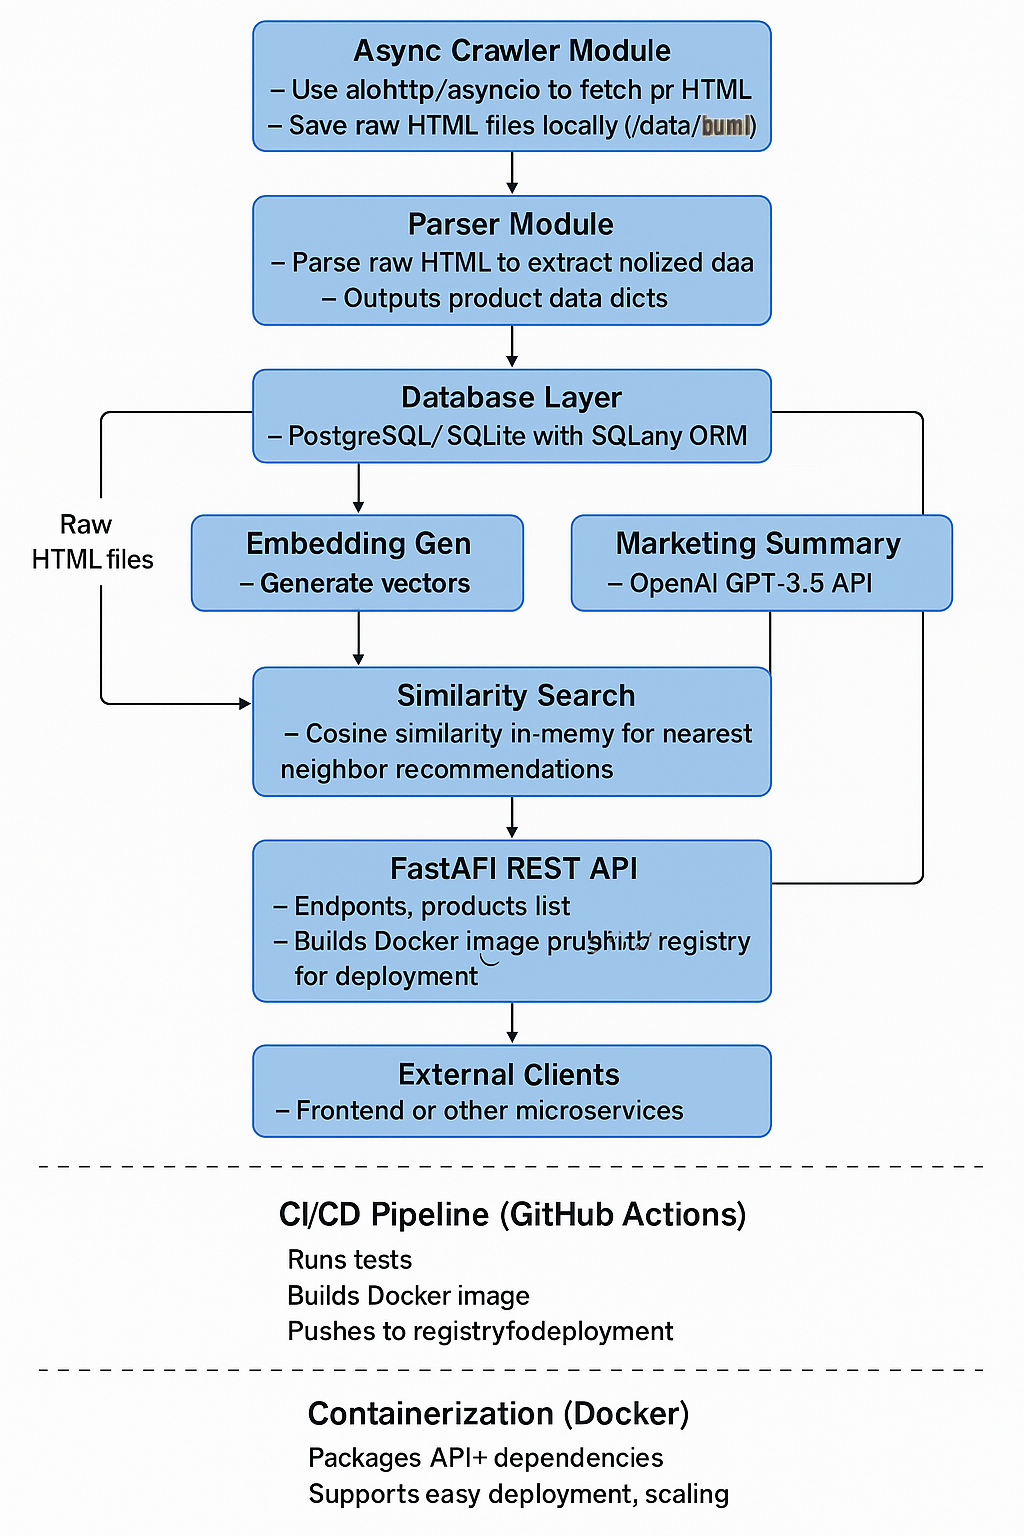 Async Crawler Module
– Use alohttp/asyncio to fetch pr HTML
– Save raw HTML files locally (/data/buml)
Parser Module
– Parse raw HTML to extract nolized daa
– Outputs product data dicts
Database Layer
– PostgreSQL/ SQLite with SQLany ORM
Raw
HTML files
Embedding Gen
– Generate vectors
Marketing Summary
– OpenAI GPT-3.5 API
Similarity Search
– Cosine similarity in-memy for nearest
neighbor recommendations
FastAFI REST API
– Endponts, products list
– Builds Docker image registry
for deployment
External Clients
– Frontend or other microservices
CI/CD Pipeline (GitHub Actions)
Runs tests
Builds Docker image
Pushes to registryfodeployment
Containerization (Docker)
Packages API+ dependencies
Supports easy deployment, scaling